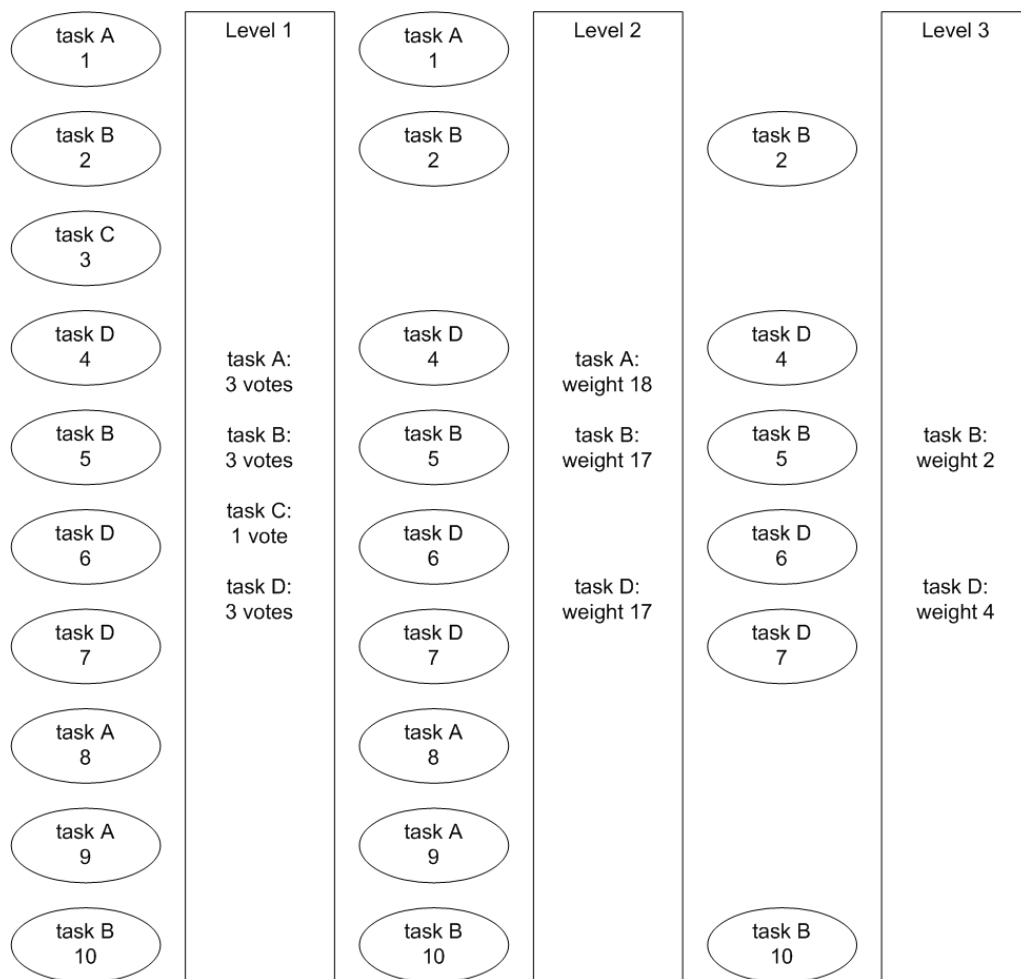 task A
1
task B
2
task C
3
task D
4
task B
5
task D
6
task D
7
task A
8
task A
9
task B
10
Level 1
task A:
3 votes
task B:
3 votes
task C:
1 vote
task D:
3 votes
task A
1
task B
2
task D
4
task B
5
task D
6
task D
7
task A
8
task A
9
task B
10
Level 2
task A:
weight 18
task B:
weight 17
task D:
weight 17
task B
2
task D
4
task B
5
task D
6
task D
7
task B
10
Level 3
task B:
weight 2
task D:
weight 4